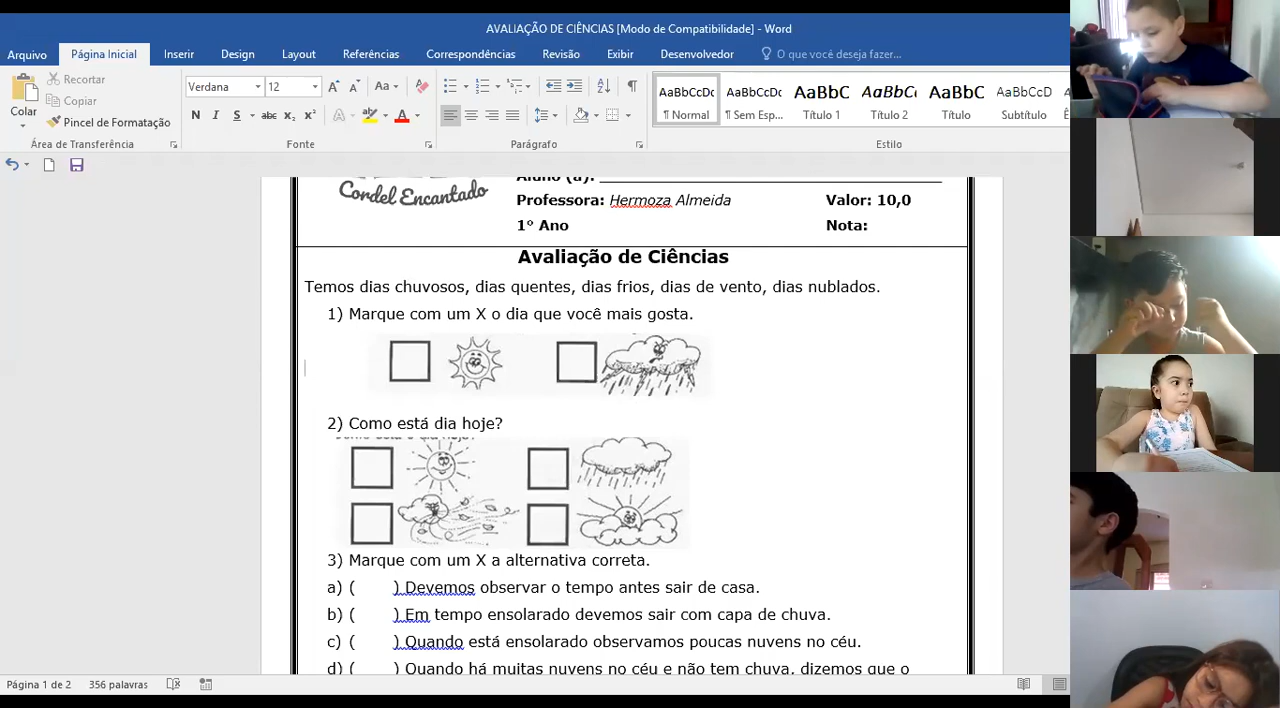 AVALIAÇÃO DE CIÊNCIAS [Modo de Compatibilidade] - Word
Arquivo Página Inicial Inserir Design Layout Referências Correspondências Revisão Exibir Desenvolvedor O que você deseja fazer...
Colar
Recortar
Copiar
Pincel de Formatação
Área de Transferência
Verdana 12
N I S abc x₂ x²
Fonte
Parágrafo
AaBbCcDc AaBbCcDc AaBbC AaBbCc AaBbC AaBbCcD
¶ Normal ¶ Sem Esp... Título 1 Título 2 Título Subtítulo
Estilo
Cordel Encantado
Aluno (a):
Professora: Hermoza Almeida Valor: 10,0
1° Ano Nota:
Avaliação de Ciências
Temos dias chuvosos, dias quentes, dias frios, dias de vento, dias nublados.
1) Marque com um X o dia que você mais gosta.
2) Como está dia hoje?
3) Marque com um X a alternativa correta.
a) ( ) Devemos observar o tempo antes sair de casa.
b) ( ) Em tempo ensolarado devemos sair com capa de chuva.
c) ( ) Quando está ensolarado observamos poucas nuvens no céu.
d) ( ) Quando há muitas nuvens no céu e não tem chuva, dizemos que o
Página 1 de 2 356 palavras